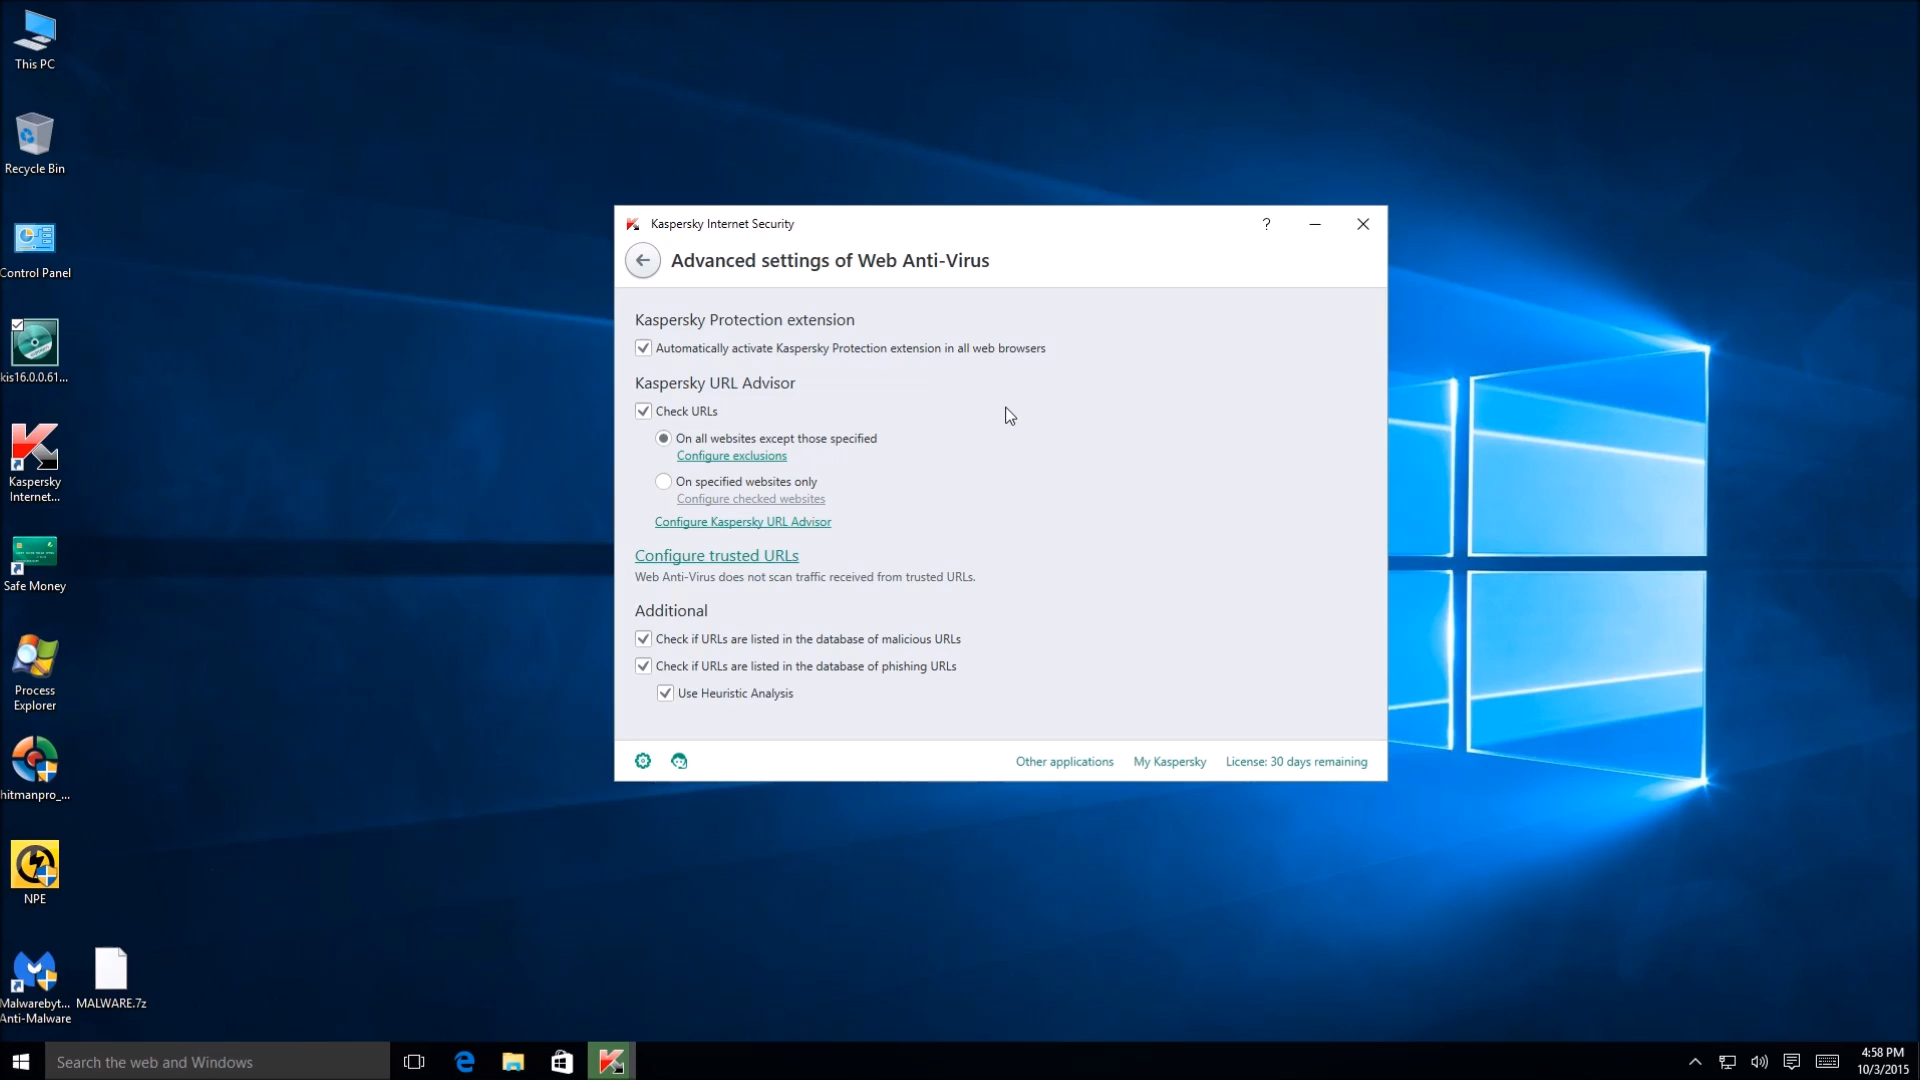 This PC
Recycle Bin
Control Panel
kis16.0.0.61...
Kaspersky
Internet...
Safe Money
Process
Explorer
hitmanpro_...
NPE
Malwarebyt...
Anti-Malware
MALWARE.7z
Kaspersky Internet Security
?
Advanced settings of Web Anti-Virus
Kaspersky Protection extension
Automatically activate Kaspersky Protection extension in all web browsers
Kaspersky URL Advisor
Check URLs
On all websites except those specified
Configure exclusions
On specified websites only
Configure checked websites
Configure Kaspersky URL Advisor
Configure trusted URLs
Web Anti-Virus does not scan traffic received from trusted URLs.
Additional
Check if URLs are listed in the database of malicious URLs
Check if URLs are listed in the database of phishing URLs
Use Heuristic Analysis
Other applications My Kaspersky License: 30 days remaining
Search the web and Windows
4:58 PM
10/3/2015